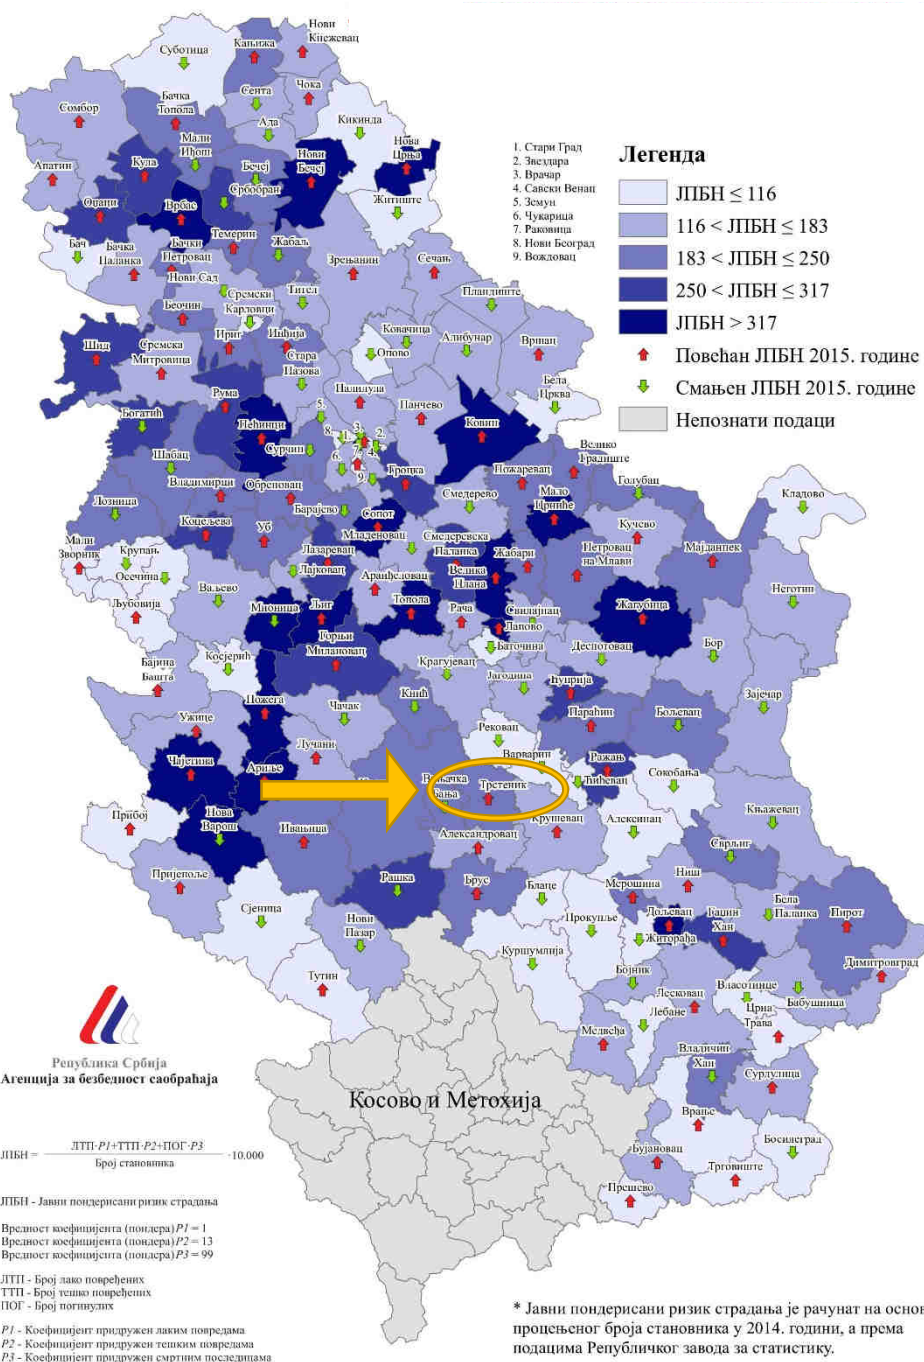 Суботица
Кањижа
Нови
Кнежевац
Сомбор
Бачка
Топола
Сента
Чока
Ада
Кикинда
Мали
Иђош
Апатин
Кула
Бечеј
Нови
Бечеј
Нова
Црња
Оџаци
Врбас
Србобран
Житиште
Бач
Бачка
Паланка
Бачки
Петровац
Темерин
Жабаљ
Зрењанин
Сечањ
Нови Сад
Тител
Пландиште
Беочин
Сремски
Карловци
Шид
Сремска
Митровица
Ириг
Инђија
Стара
Пазова
Опово
Ковачица
Алибунар
Вршац
Бела
Црква
Рума
Палилула
Панчево
Ковин
Богатић
Пећинци
Сурчин
5.
8.
1.
3.
2.
7.
4.
6.
9.
Гроцка
Шабац
Владимирци
Обреновац
Барајево
Сопот
Младеновац
Смедерево
Пожаревац
Велико
Градиште
Голубац
Мало
Црниће
Кладово
Лозница
Коцељева
Уб
Лазаревац
Лајковац
Смедеревска
Паланка
Велика
Плана
Жабари
Петровац
на Млави
Кучево
Мајданпек
Мали
Зворник
Крупањ
Осечина
Љубовија
Ваљево
Мионица
Љиг
Аранђеловац
Топола
Рача
Лапово
Баточина
Свилајнац
Жагубица
Неготин
Бор
Деспотовац
Косјерић
Горњи
Милановац
Крагујевац
Јагодина
Бајина
Башта
Пожега
Чачак
Кнић
Ћуприја
Параћин
Бољевац
Зајечар
Ужице
Лучани
Рековац
Варварин
Ражањ
Ћићевац
Сокобања
Чајетина
Ариље
Бања
Трстеник
Крушевац
Алексинац
Књажевац
Прибој
Нова
Варош
Ивањица
Александровац
Сврљиг
Пријепоље
Рашка
Брус
Блаце
Мерошина
Ниш
Бела
Паланка
Пирот
Сјеница
Нови
Пазар
Прокупље
Дољевац
Житорађа
Гаџин
Хан
Димитровград
Тутин
Куршумлија
Бојник
Лесковац
Власотинце
Бабушница
Медвеђа
Лебане
Црна
Трава
Владичин
Хан
Сурдулица
Врање
Босилеград
Бујановац
Прешево
Трговиште
Косово и Метохија
1. Стари Град
2. Звездара
3. Врачар
4. Савски Венац
5. Земун
6. Чукарица
7. Раковица
8. Нови Београд
9. Вождовац
Легенда
ЈПБН ≤ 116
116 < ЈПБН ≤ 183
183 < ЈПБН ≤ 250
250 < ЈПБН ≤ 317
ЈПБН > 317
Повећан ЈПБН 2015. године
Смањен ЈПБН 2015. године
Непознати подаци
Република Србија
Агенција за безбедност саобраћаја
ЈПБН = ЛТП·P1+ТТП·P2+ПОГ·P3 / Број становника ·10.000
ЈПБН - Јавни пондерисани ризик страдања
Вредност коефицијента (пондера) P1 = 1
Вредност коефицијента (пондера) P2 = 13
Вредност коефицијента (пондера) P3 = 99
ЛТП - Број лако повређених
ТТП - Број тешко повређених
ПОГ - Број погинулих
P1 - Коефицијент придружен лаким повредама
P2 - Коефицијент придружен тешким повредама
P3 - Коефицијент придружен смртним последицама
* Јавни пондерисани ризик страдања је рачунат на основ
процењеног броја становника у 2014. години, а према
подацима Републичког завода за статистику.